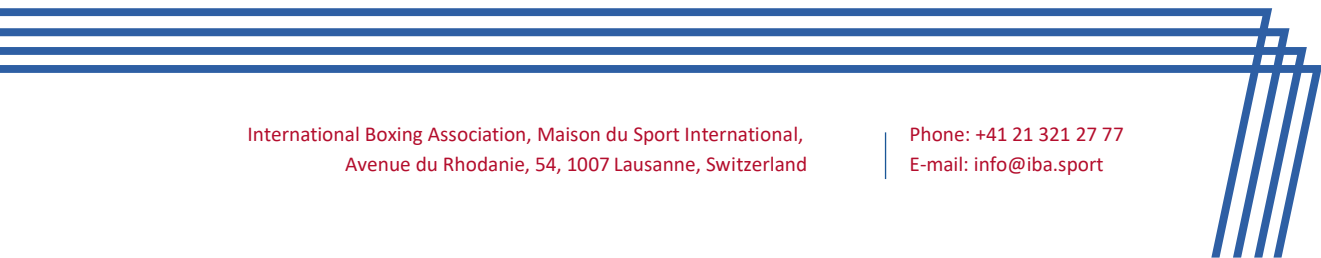 International Boxing Association, Maison du Sport International,
Avenue du Rhodanie, 54, 1007 Lausanne, Switzerland
Phone: +41 21 321 27 77
E-mail: info@iba.sport